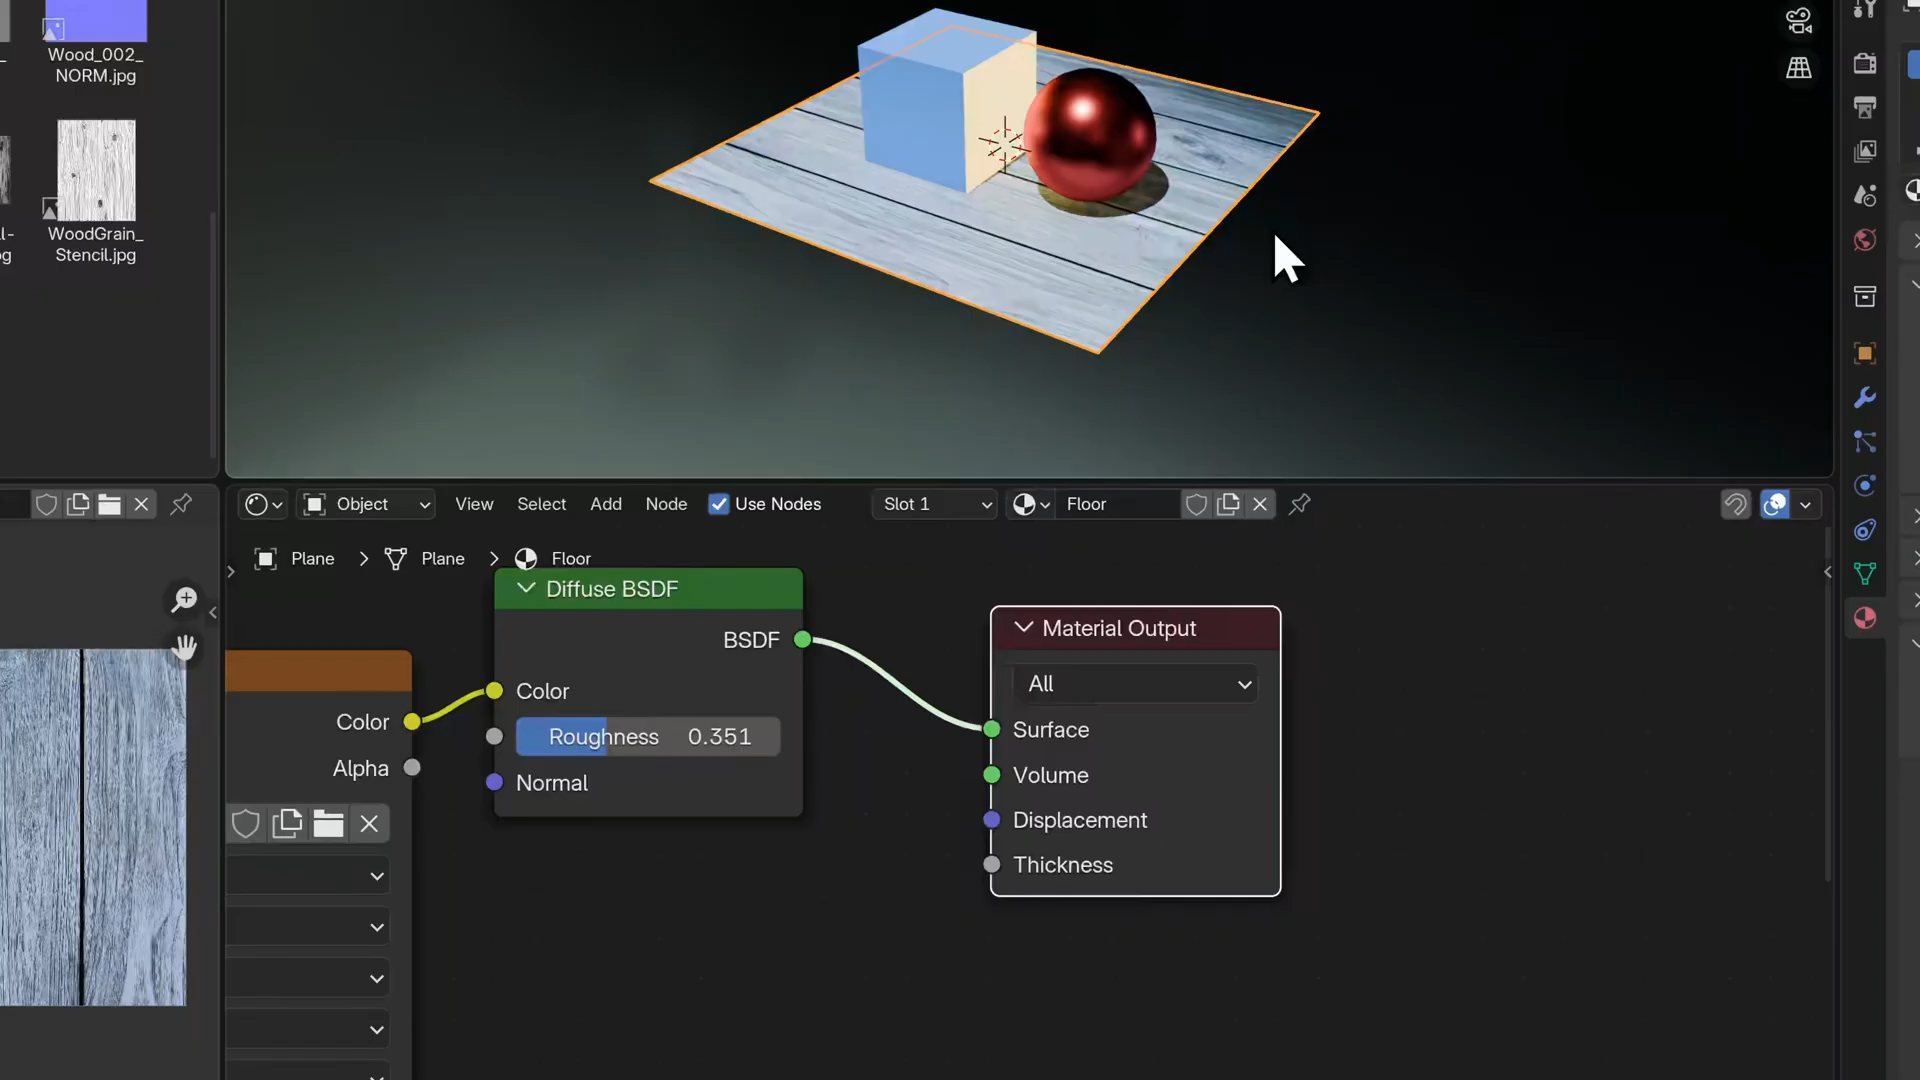 Wood_002_
NORM.jpg
WoodGrain_
Stencil.jpg
Object
View
Select
Add
Node
Use Nodes
Slot 1
Floor
Plane
Plane
Floor
Diffuse BSDF
BSDF
Color
Roughness 0.351
Normal
Color
Alpha
Material Output
All
Surface
Volume
Displacement
Thickness